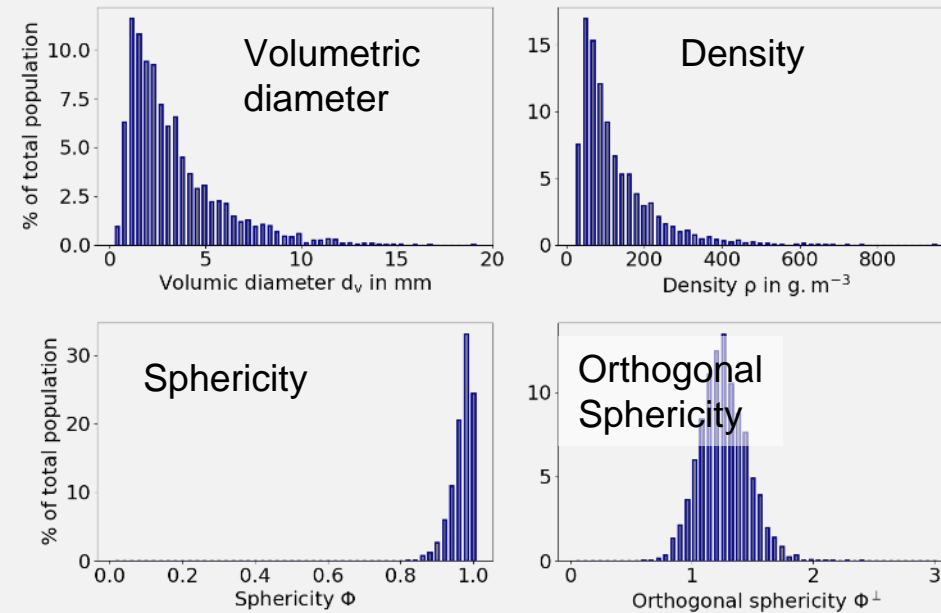 % of total population
10.0
7.5
5.0
2.5
0.0
Volumetric
diameter
0 5 10 15 20
Volumic diameter dᵥ in mm
15
10
5
0
Density
0 200 400 600 800
Density ρ in g. m⁻³
% of total population
30
20
10
0
Sphericity
0.0 0.2 0.4 0.6 0.8 1.0
Sphericity Φ
10
5
0
Orthogonal
Sphericity
0 1 2 3
Orthogonal sphericity Φ^⊥